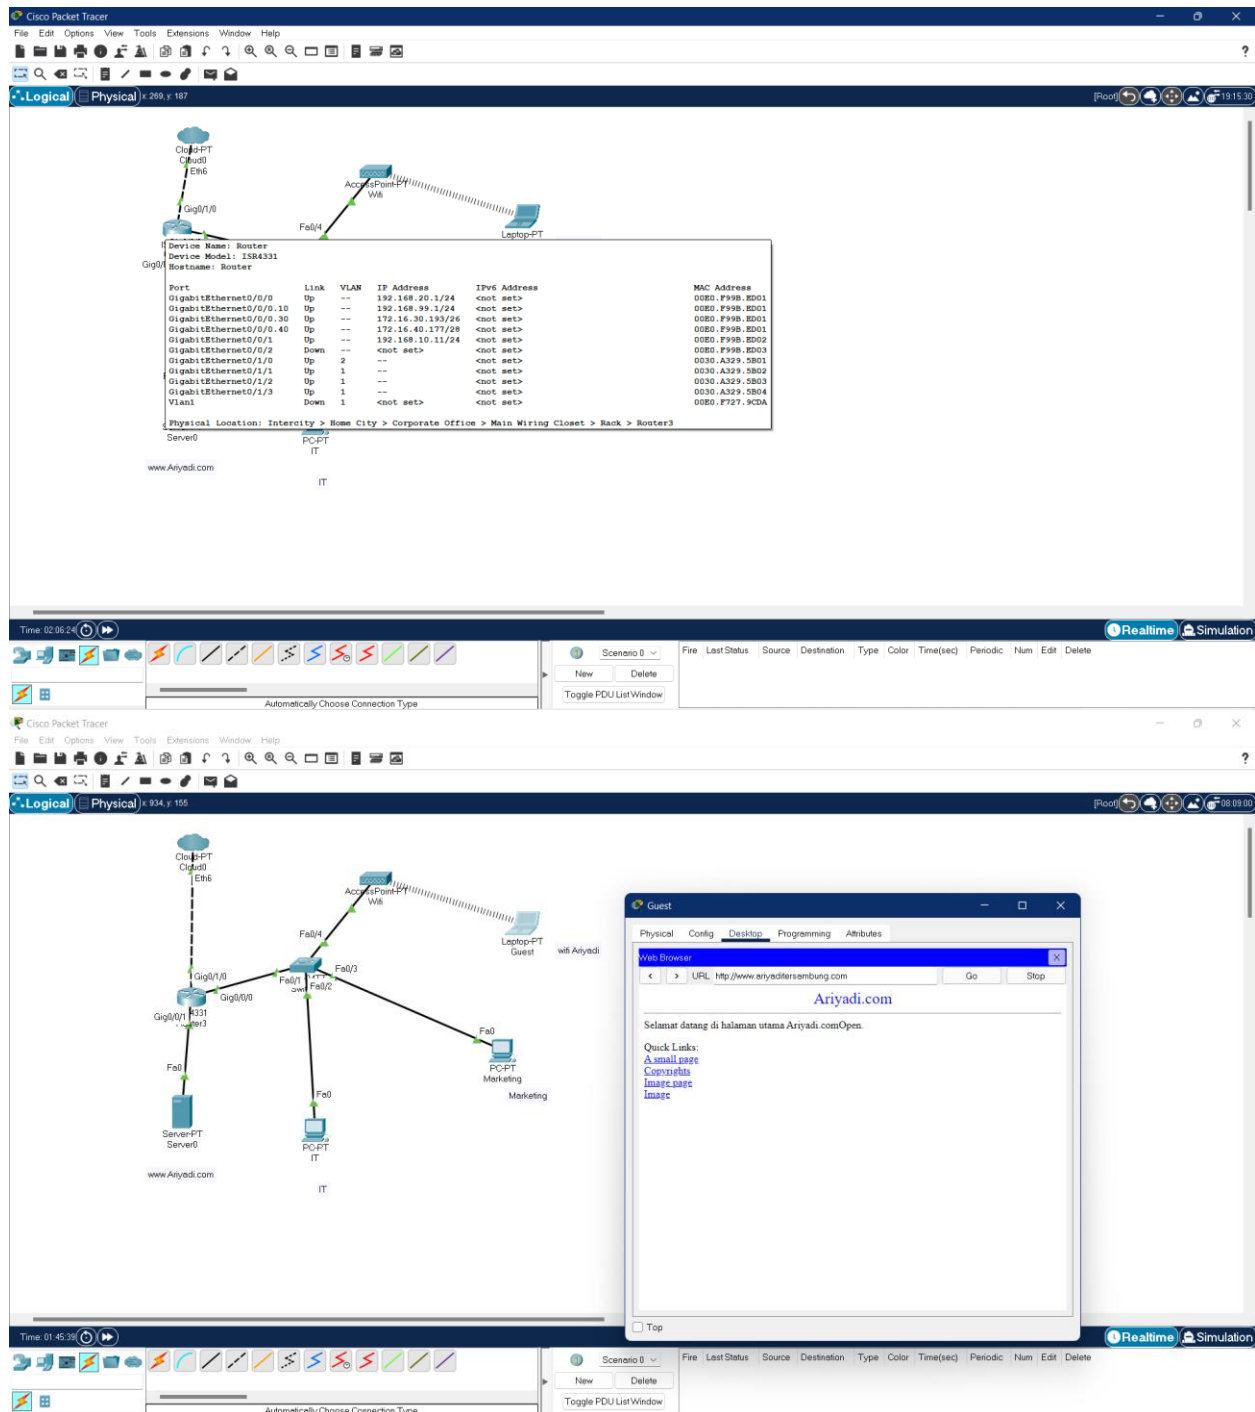 Cisco Packet Tracer
File Edit Options View Tools Extensions Window Help
?
Logical Physical x: 269, y: 187 [Root] 19:15:30
Cloud-PT
Cloud0
Eth6
Gig0/1/0
AccessPoint-PT
Wifi
Fa0/4
Laptop-PT
Device Name: Router
Device Model: ISR4331
Hostname: Router
Port Link VLAN IP Address IPv6 Address MAC Address
GigabitEthernet0/0/0 Up -- 192.168.20.1/24 <not set> 00E0.F99B.ED01
GigabitEthernet0/0/0.10 Up -- 192.168.99.1/24 <not set> 00E0.F99B.ED01
GigabitEthernet0/0/0.30 Up -- 172.16.30.193/26 <not set> 00E0.F99B.ED01
GigabitEthernet0/0/0.40 Up -- 172.16.40.177/28 <not set> 00E0.F99B.ED01
GigabitEthernet0/0/1 Up -- 192.168.10.11/24 <not set> 00E0.F99B.ED02
GigabitEthernet0/0/2 Down -- <not set> <not set> 00E0.F99B.ED03
GigabitEthernet0/1/0 Up 2 -- <not set> 0030.A329.5B01
GigabitEthernet0/1/1 Up 1 -- <not set> 0030.A329.5B02
GigabitEthernet0/1/2 Up 1 -- <not set> 0030.A329.5B03
GigabitEthernet0/1/3 Up 1 -- <not set> 0030.A329.5B04
Vlan1 Down 1 <not set> <not set> 00E0.F727.9CDA
Physical Location: Intercity > Home City > Corporate Office > Main Wiring Closet > Rack > Router3
Server0
PC-PT
IT
www.Ariyadi.com
IT
Time: 02:06:24 Realtime Simulation
Scenario 0
New Delete
Toggle PDU List Window
Fire Last Status Source Destination Type Color Time(sec) Periodic Num Edit Delete
Automatically Choose Connection Type
Cisco Packet Tracer
File Edit Options View Tools Extensions Window Help
?
Logical Physical x: 934, y: 155 [Root] 08:09:00
Cloud-PT
Cloud0
Eth6
AccessPoint-PT
Wifi
Fa0/4
Laptop-PT
Guest
wifi Ariyadi
Gig0/1/0
Fa0/3
Fa0/1
Fa0/2
Gig0/0/0
Gig0/0/1
Fa0
Fa0
PC-PT
Marketing
Marketing
Fa0
Server-PT
Server0
PC-PT
IT
www.Ariyadi.com
IT
Guest
Physical Config Desktop Programming Attributes
Web Browser X
< > URL http://www.ariyaditersambung.com Go Stop
Ariyadi.com
Selamat datang di halaman utama Ariyadi.comOpen.
Quick Links:
A small page
Copyrights
Image page
Image
Top
Time: 01:45:39 Realtime Simulation
Scenario 0
New Delete
Toggle PDU List Window
Fire Last Status Source Destination Type Color Time(sec) Periodic Num Edit Delete
Automatically Choose Connection Type